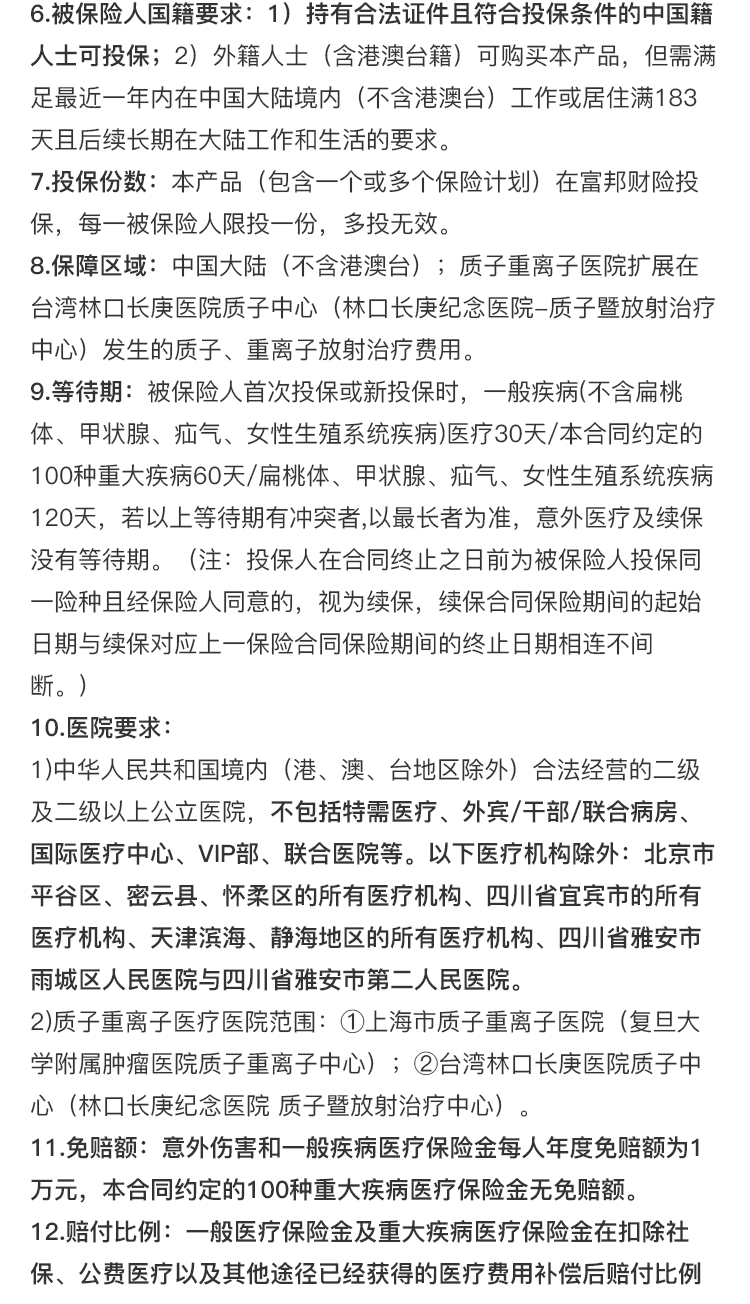 6.被保险人国籍要求：1）持有合法证件且符合投保条件的中国籍
人士可投保；2）外籍人士（含港澳台籍）可购买本产品，但需满
足最近一年内在中国大陆境内（不含港澳台）工作或居住满183
天且后续长期在大陆工作和生活的要求。
7.投保份数：本产品（包含一个或多个保险计划）在富邦财险投
保，每一被保险人限投一份，多投无效。
8.保障区域：中国大陆（不含港澳台）；质子重离子医院扩展在
台湾林口长庚医院质子中心（林口长庚纪念医院-质子暨放射治疗
中心）发生的质子、重离子放射治疗费用。
9.等待期：被保险人首次投保或新投保时，一般疾病(不含扁桃
体、甲状腺、疝气、女性生殖系统疾病)医疗30天/本合同约定的
100种重大疾病60天/扁桃体、甲状腺、疝气、女性生殖系统疾病
120天，若以上等待期有冲突者,以最长者为准，意外医疗及续保
没有等待期。（注：投保人在合同终止之日前为被保险人投保同
一险种且经保险人同意的，视为续保，续保合同保险期间的起始
日期与续保对应上一保险合同保险期间的终止日期相连不间
断。）
10.医院要求：
1)中华人民共和国境内（港、澳、台地区除外）合法经营的二级
及二级以上公立医院，不包括特需医疗、外宾/干部/联合病房、
国际医疗中心、VIP部、联合医院等。以下医疗机构除外：北京市
平谷区、密云县、怀柔区的所有医疗机构、四川省宜宾市的所有
医疗机构、天津滨海、静海地区的所有医疗机构、四川省雅安市
雨城区人民医院与四川省雅安市第二人民医院。
2)质子重离子医疗医院范围：①上海市质子重离子医院（复旦大
学附属肿瘤医院质子重离子中心）；②台湾林口长庚医院质子中
心（林口长庚纪念医院 质子暨放射治疗中心）。
11.免赔额：意外伤害和一般疾病医疗保险金每人年度免赔额为1
万元，本合同约定的100种重大疾病医疗保险金无免赔额。
12.赔付比例：一般医疗保险金及重大疾病医疗保险金在扣除社
保、公费医疗以及其他途径已经获得的医疗费用补偿后赔付比例